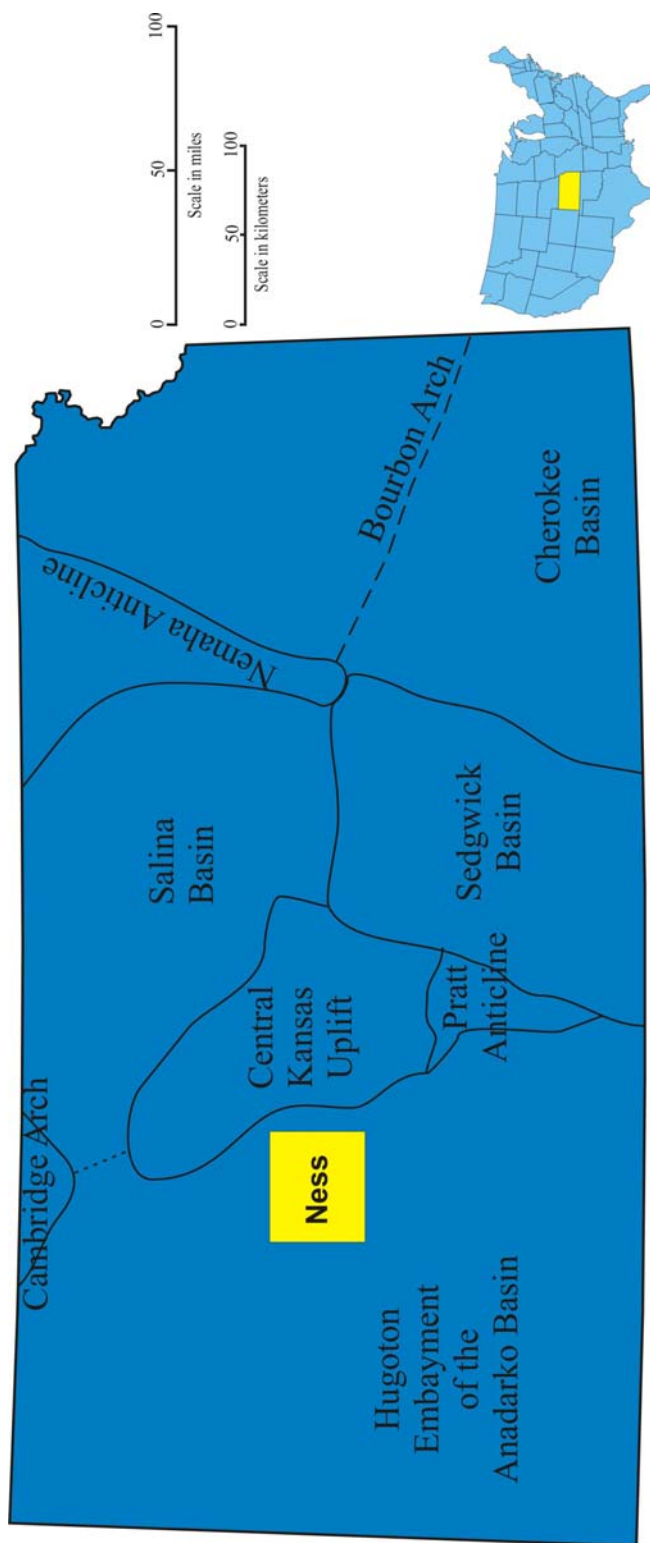 Cambridge Arch
Nemaha Anticline
Salina
Basin
Central
Kansas
Uplift
Ness
Bourbon Arch
Hugoton
Embayment
of the
Anadarko Basin
Pratt
Anticline
Sedgwick
Basin
Cherokee
Basin
0 50 100
Scale in miles
0 50 100
Scale in kilometers